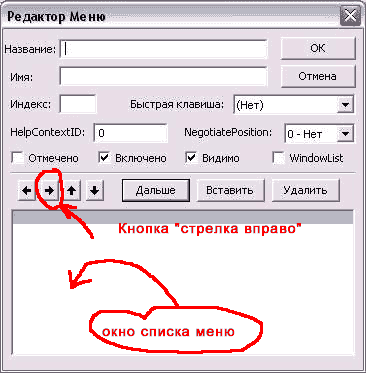 Редактор Меню
Название:
OK
Имя:
Отмена
Индекс:
Быстрая клавиша:
(Нет)
HelpContextID:
0
NegotiatePosition:
0 - Нет
Отмечено
Включено
Видимо
WindowList
Дальше
Вставить
Удалить
Кнопка "стрелка вправо"
окно списка меню